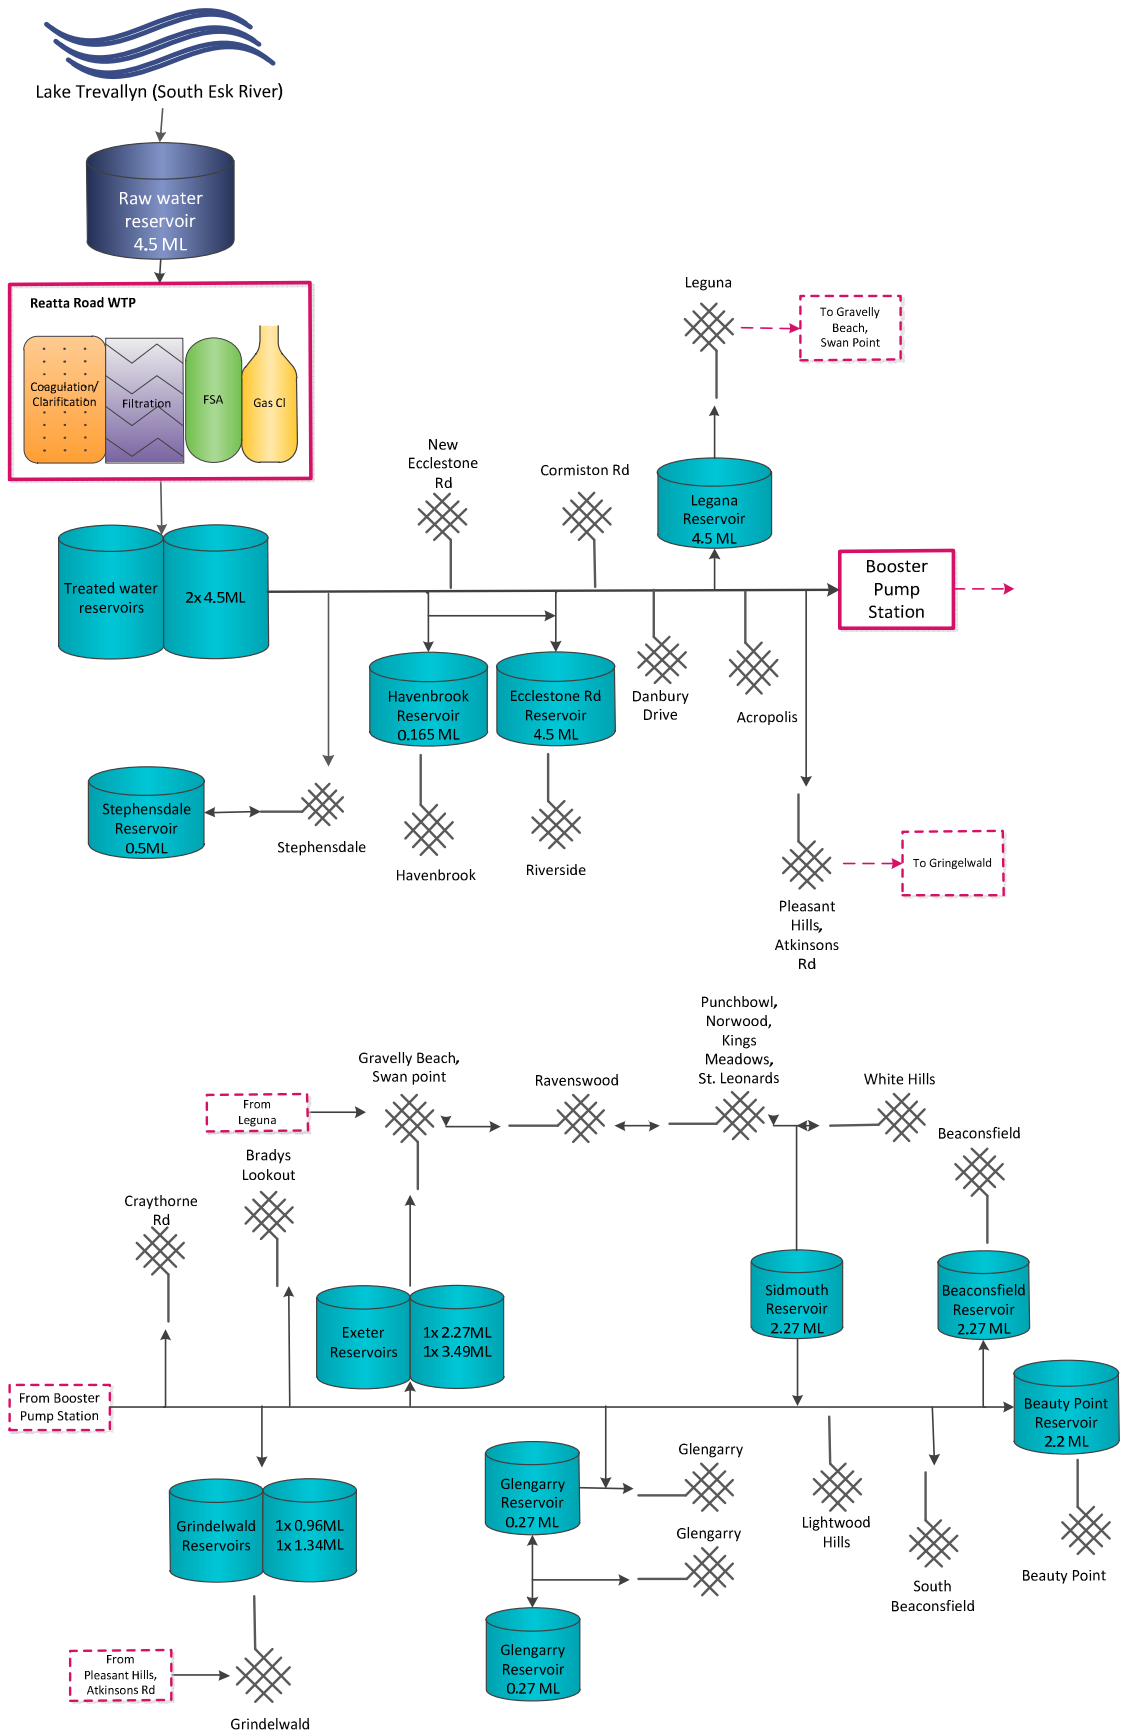 Lake Trevallyn (South Esk River)
Raw water
reservoir
4.5 ML
Reatta Road WTP
Coagulation/
Clarification
Filtration
FSA
Gas Cl
Treated water
reservoirs
2x 4.5ML
New
Ecclestone
Rd
Cormiston Rd
Leguna
To Gravelly
Beach,
Swan Point
Legana
Reservoir
4.5 ML
Booster
Pump
Station
Havenbrook
Reservoir
0.165 ML
Ecclestone Rd
Reservoir
4.5 ML
Danbury
Drive
Acropolis
Stephensdale
Reservoir
0.5ML
Stephensdale
Havenbrook
Riverside
To Gringelwald
Pleasant
Hills,
Atkinsons
Rd
Punchbowl,
Norwood,
Kings
Meadows,
St. Leonards
Gravelly Beach,
Swan point
Ravenswood
White Hills
From
Leguna
Beaconsfield
Bradys
Lookout
Craythorne
Rd
Exeter
Reservoirs
1x 2.27ML
1x 3.49ML
Sidmouth
Reservoir
2.27 ML
Beaconsfield
Reservoir
2.27 ML
From Booster
Pump Station
Beauty Point
Reservoir
2.2 ML
Grindelwald
Reservoirs
1x 0.96ML
1x 1.34ML
Glengarry
Reservoir
0.27 ML
Glengarry
Glengarry
Lightwood
Hills
South
Beaconsfield
Beauty Point
Glengarry
Reservoir
0.27 ML
From
Pleasant Hills,
Atkinsons Rd
Grindelwald